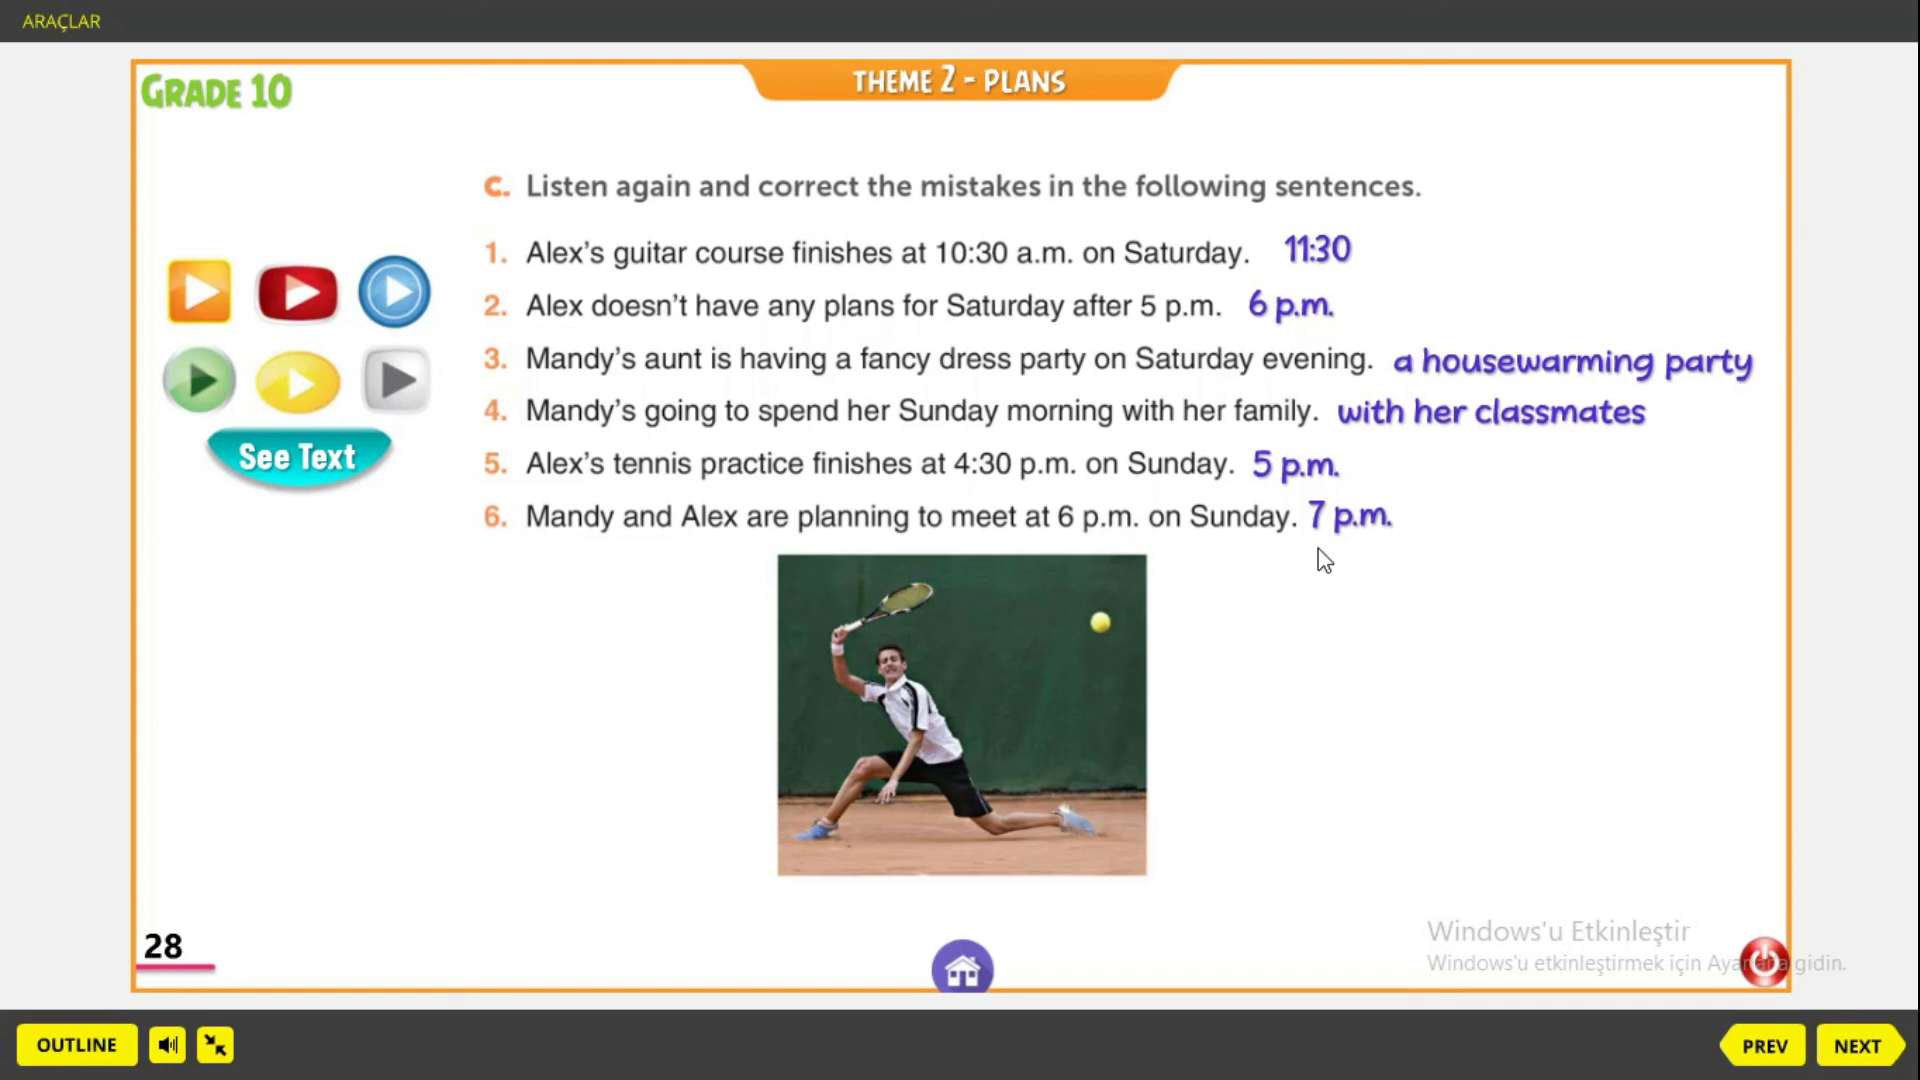 ARAÇLAR
GRADE 10
THEME 2 - PLANS
C. Listen again and correct the mistakes in the following sentences.
1. Alex's guitar course finishes at 10:30 a.m. on Saturday. 11:30
2. Alex doesn't have any plans for Saturday after 5 p.m. 6 p.m.
3. Mandy's aunt is having a fancy dress party on Saturday evening. a housewarming party
4. Mandy's going to spend her Sunday morning with her family. with her classmates
5. Alex's tennis practice finishes at 4:30 p.m. on Sunday. 5 p.m.
6. Mandy and Alex are planning to meet at 6 p.m. on Sunday. 7 p.m.
See Text
28
Windows'u Etkinleştir
Windows'u etkinleştirmek için gidin.
OUTLINE
PREV
NEXT